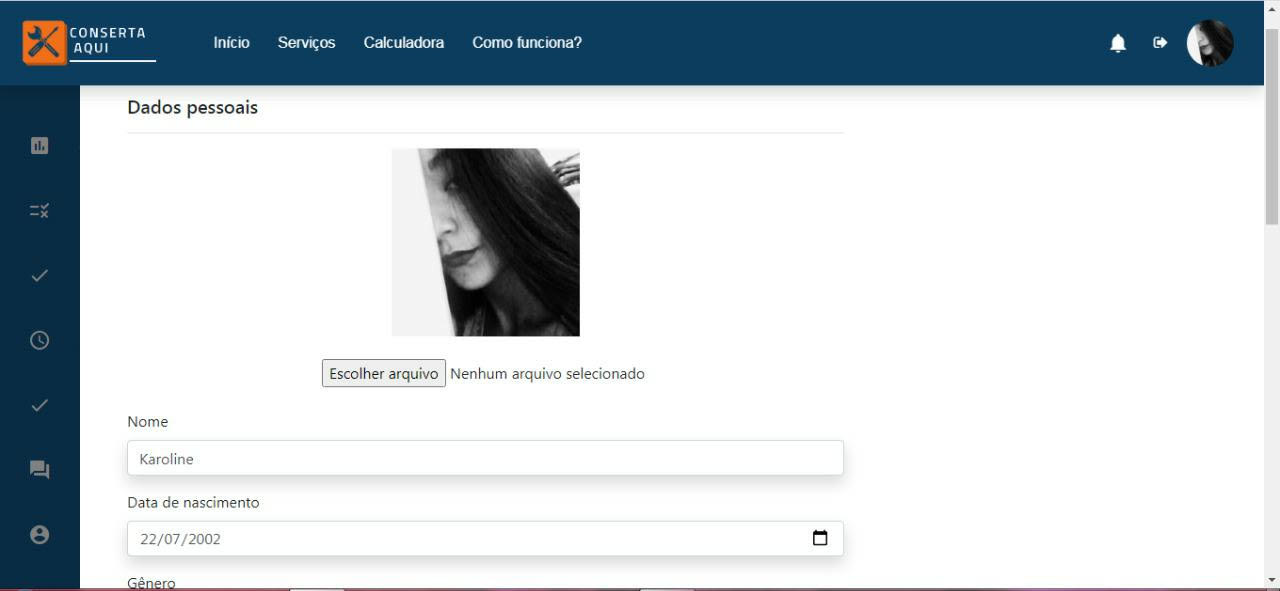 CONSERTA
AQUI
Início Serviços Calculadora Como funciona?
Dados pessoais
Escolher arquivo Nenhum arquivo selecionado
Nome
Karoline
Data de nascimento
22/07/2002
Gênero